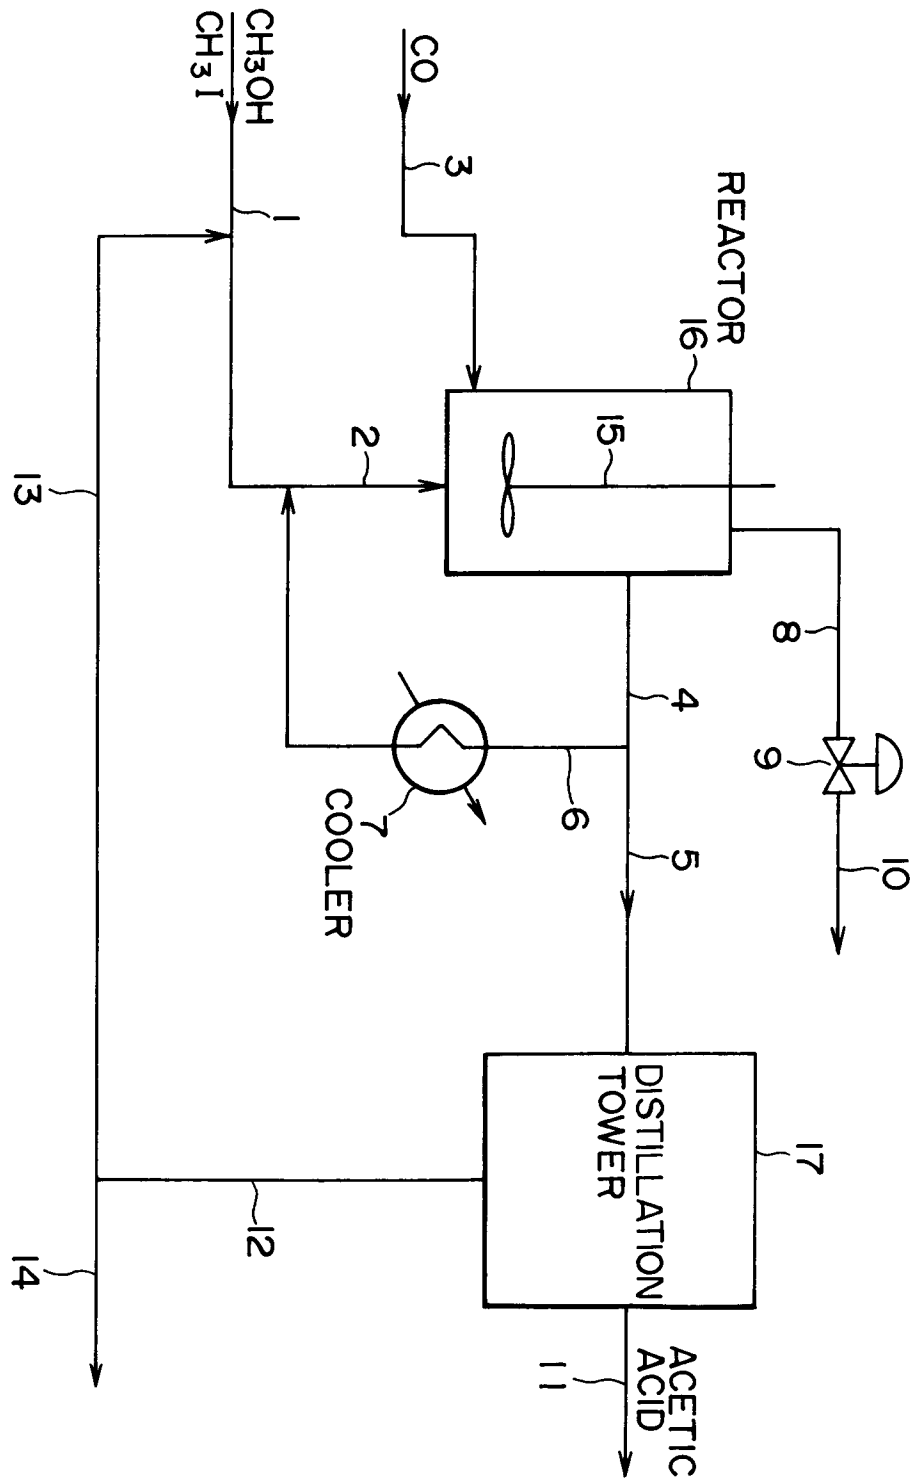 REACTOR
16
15
CO
3
CH₃OH
CH₃I
1
2
8
9
10
4
5
6
7
COOLER
17
DISTILLATION
TOWER
ACETIC
ACID
11
12
13
14